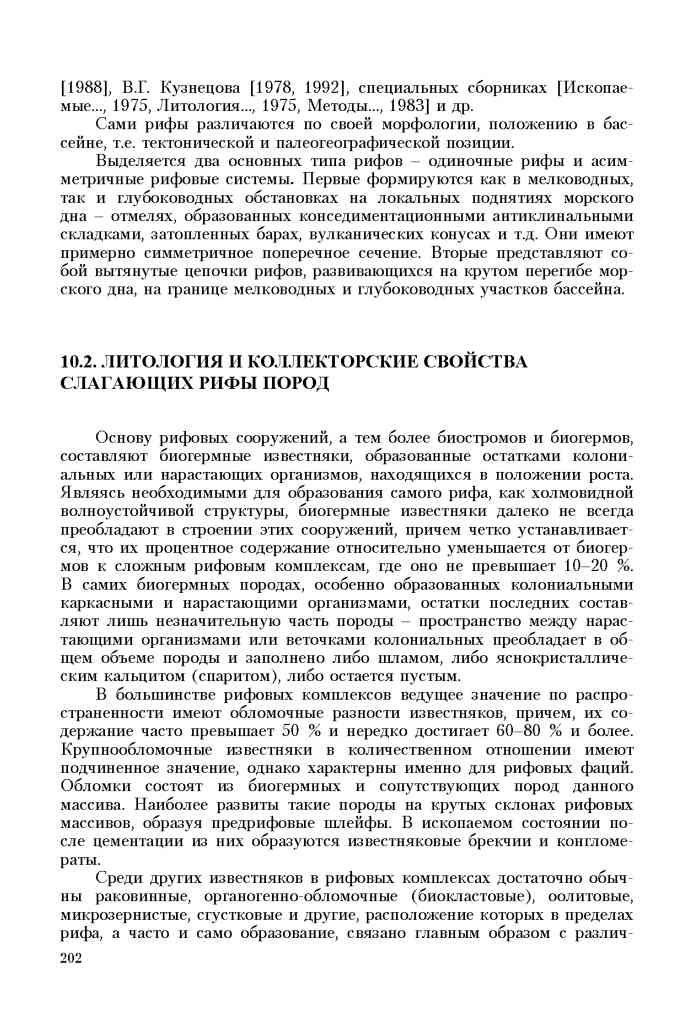 [1988], В.Г. Кузнецова [1978, 1992], специальных сборниках [Ископае-
мые..., 1975, Литология..., 1975, Методы..., 1983] и др.
Сами рифы различаются по своей морфологии, положению в бас-
сейне, т.е. тектонической и палеогеографической позиции.
Выделяется два основных типа рифов – одиночные рифы и асим-
метричные рифовые системы. Первые формируются как в мелководных,
так и глубоководных обстановках на локальных поднятиях морского
дна – отмелях, образованных конседиментационными антиклинальными
складками, затопленных барах, вулканических конусах и т.д. Они имеют
примерно симметричное поперечное сечение. Вторые представляют со-
бой вытянутые цепочки рифов, развивающихся на крутом перегибе мор-
ского дна, на границе мелководных и глубоководных участков бассейна.
10.2. ЛИТОЛОГИЯ И КОЛЛЕКТОРСКИЕ СВОЙСТВА
СЛАГАЮЩИХ РИФЫ ПОРОД
Основу рифовых сооружений, а тем более биостромов и биогермов,
составляют биогермные известняки, образованные остатками колони-
альных или нарастающих организмов, находящихся в положении роста.
Являясь необходимыми для образования самого рифа, как холмовидной
волноустойчивой структуры, биогермные известняки далеко не всегда
преобладают в строении этих сооружений, причем четко устанавливает-
ся, что их процентное содержание относительно уменьшается от биогер-
мов к сложным рифовым комплексам, где оно не превышает 10–20 %.
В самих биогермных породах, особенно образованных колониальными
каркасными и нарастающими организмами, остатки последних состав-
ляют лишь незначительную часть породы – пространство между нарас-
тающими организмами или веточками колониальных преобладает в об-
щем объеме породы и заполнено либо шламом, либо яснокристалличе-
ским кальцитом (спаритом), либо остается пустым.
В большинстве рифовых комплексов ведущее значение по распро-
страненности имеют обломочные разности известняков, причем, их со-
держание часто превышает 50 % и нередко достигает 60–80 % и более.
Крупнообломочные известняки в количественном отношении имеют
подчиненное значение, однако характерны именно для рифовых фаций.
Обломки состоят из биогермных и сопутствующих пород данного
массива. Наиболее развиты такие породы на крутых склонах рифовых
массивов, образуя предрифовые шлейфы. В ископаемом состоянии по-
сле цементации из них образуются известняковые брекчии и конгломе-
раты.
Среди других известняков в рифовых комплексах достаточно обыч-
ны раковинные, органогенно-обломочные (биокластовые), оолитовые,
микрозернистые, сгустковые и другие, расположение которых в пределах
рифа, а часто и само образование, связано главным образом с различ-
202